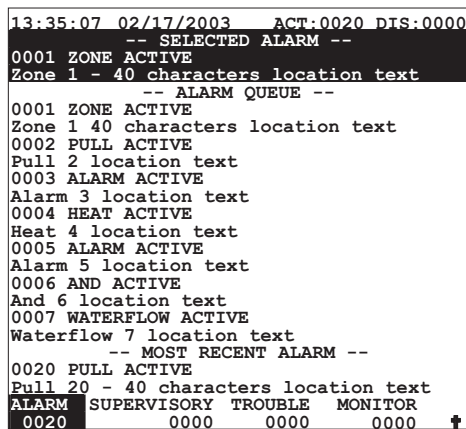 13:35:07 02/17/2003 ACT:0020 DIS:0000
-- SELECTED ALARM --
0001 ZONE ACTIVE
Zone 1 - 40 characters location text
-- ALARM QUEUE --
0001 ZONE ACTIVE
Zone 1 40 characters location text
0002 PULL ACTIVE
Pull 2 location text
0003 ALARM ACTIVE
Alarm 3 location text
0004 HEAT ACTIVE
Heat 4 location text
0005 ALARM ACTIVE
Alarm 5 location text
0006 AND ACTIVE
And 6 location text
0007 WATERFLOW ACTIVE
Waterflow 7 location text
-- MOST RECENT ALARM --
0020 PULL ACTIVE
Pull 20 - 40 characters location text
ALARM SUPERVISORY TROUBLE MONITOR
0020 0000 0000 0000